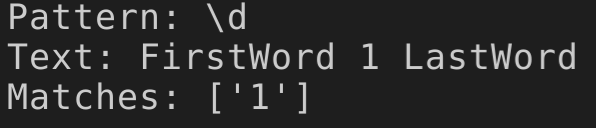 Pattern: \d
Text: FirstWord 1 LastWord
Matches: ['1']